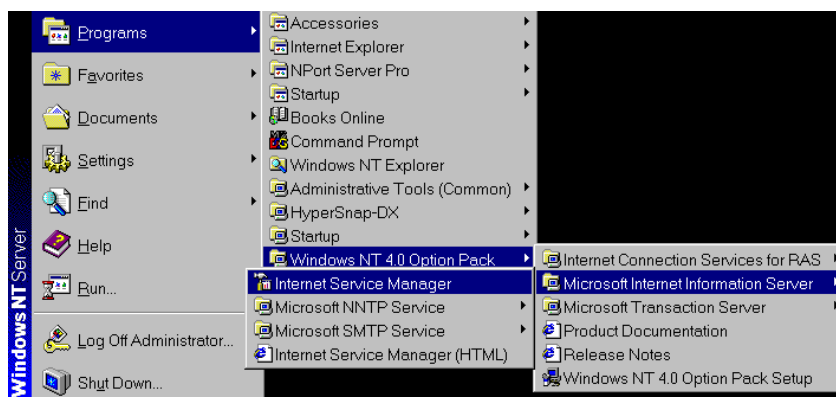 Programs
Favorites
Documents
Settings
Find
Help
Run...
Log Off Administrator...
Shut Down...
Windows NT Server
Accessories
Internet Explorer
NPort Server Pro
Startup
Books Online
Command Prompt
Windows NT Explorer
Administrative Tools (Common)
HyperSnap-DX
Startup
Windows NT 4.0 Option Pack
Internet Service Manager
Microsoft NNTP Service
Microsoft SMTP Service
Internet Service Manager (HTML)
Internet Connection Services for RAS
Microsoft Internet Information Server
Microsoft Transaction Server
Product Documentation
Release Notes
Windows NT 4.0 Option Pack Setup